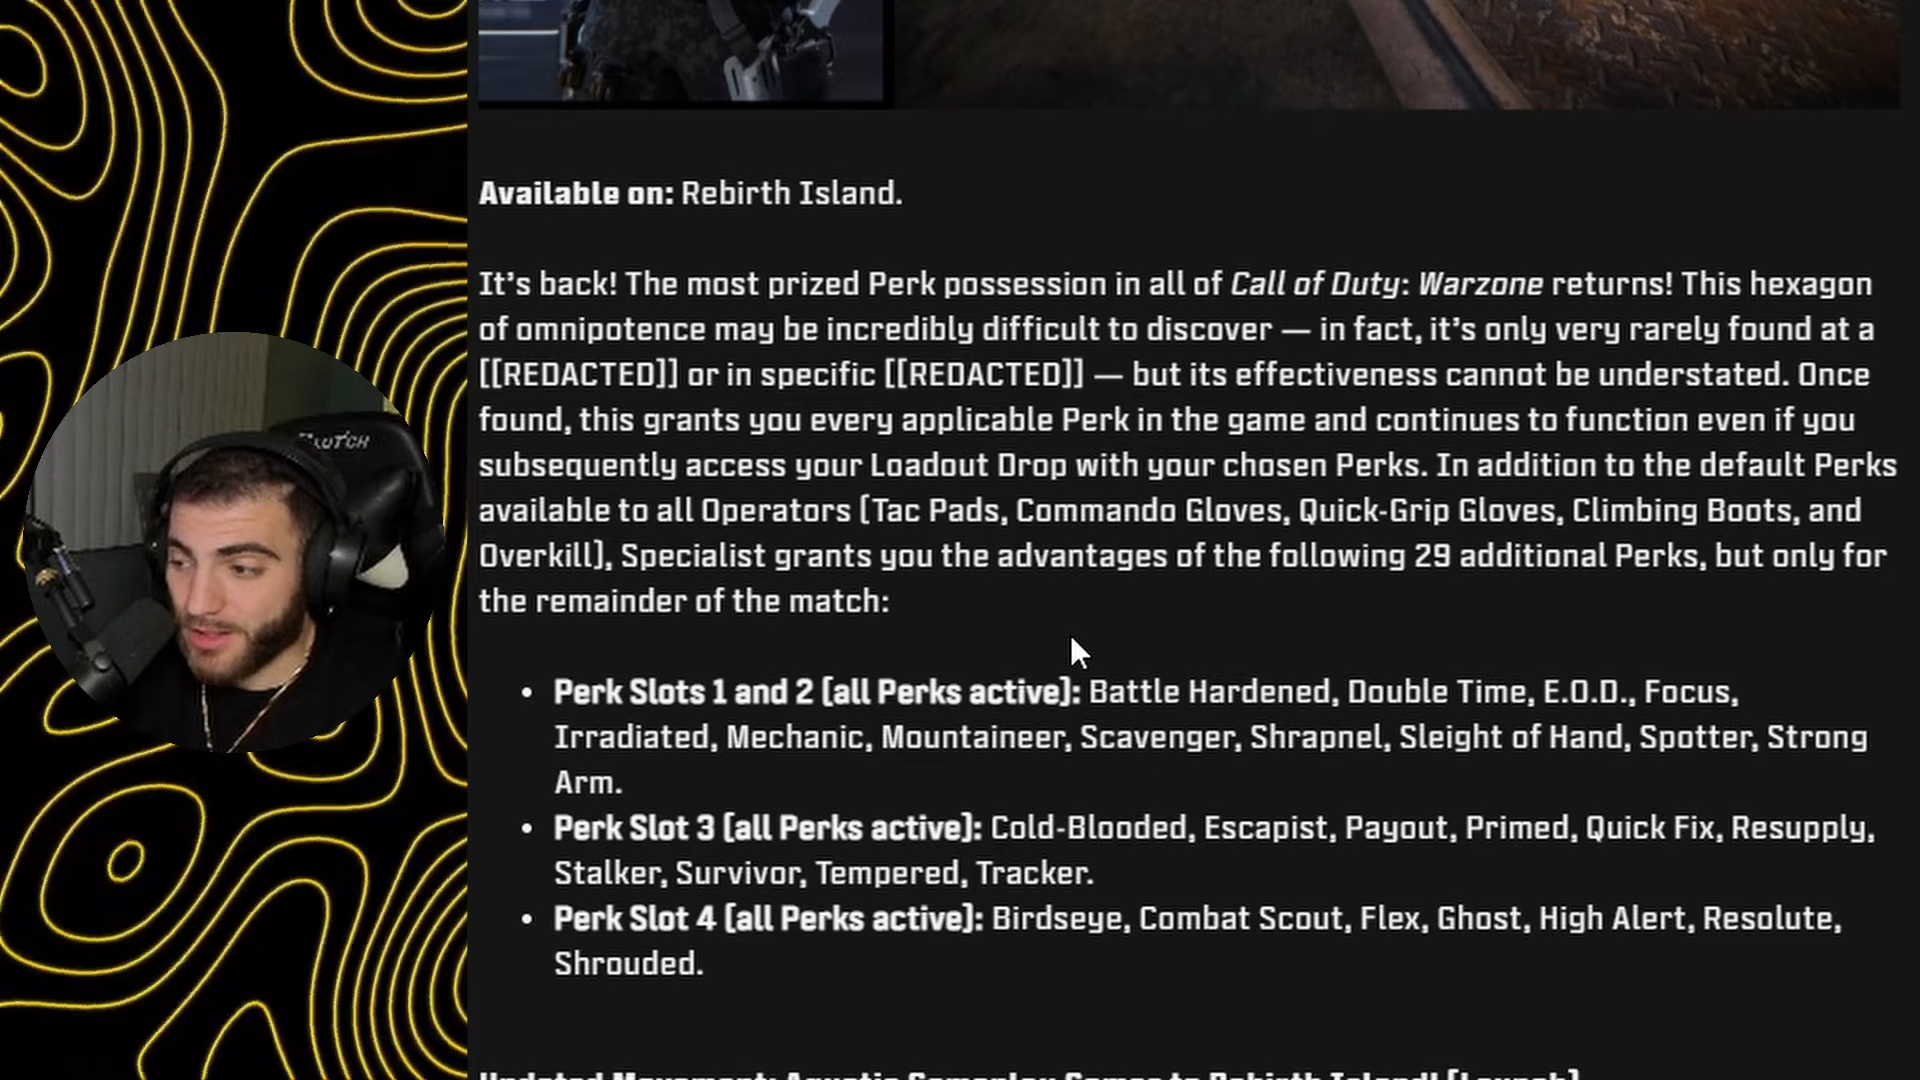 Available on: Rebirth Island.
It's back! The most prized Perk possession in all of Call of Duty: Warzone returns! This hexagon
of omnipotence may be incredibly difficult to discover — in fact, it's only very rarely found at a
[[REDACTED]] or in specific [[REDACTED]] — but its effectiveness cannot be understated. Once
found, this grants you every applicable Perk in the game and continues to function even if you
subsequently access your Loadout Drop with your chosen Perks. In addition to the default Perks
available to all Operators (Tac Pads, Commando Gloves, Quick-Grip Gloves, Climbing Boots, and
Overkill), Specialist grants you the advantages of the following 29 additional Perks, but only for
the remainder of the match:
• Perk Slots 1 and 2 (all Perks active): Battle Hardened, Double Time, E.O.D., Focus,
Irradiated, Mechanic, Mountaineer, Scavenger, Shrapnel, Sleight of Hand, Spotter, Strong
Arm.
• Perk Slot 3 (all Perks active): Cold-Blooded, Escapist, Payout, Primed, Quick Fix, Resupply,
Stalker, Survivor, Tempered, Tracker.
• Perk Slot 4 (all Perks active): Birdseye, Combat Scout, Flex, Ghost, High Alert, Resolute,
Shrouded.
Updated Movement: Aquatic Gameplay Comes to Rebirth Island! (Launch)